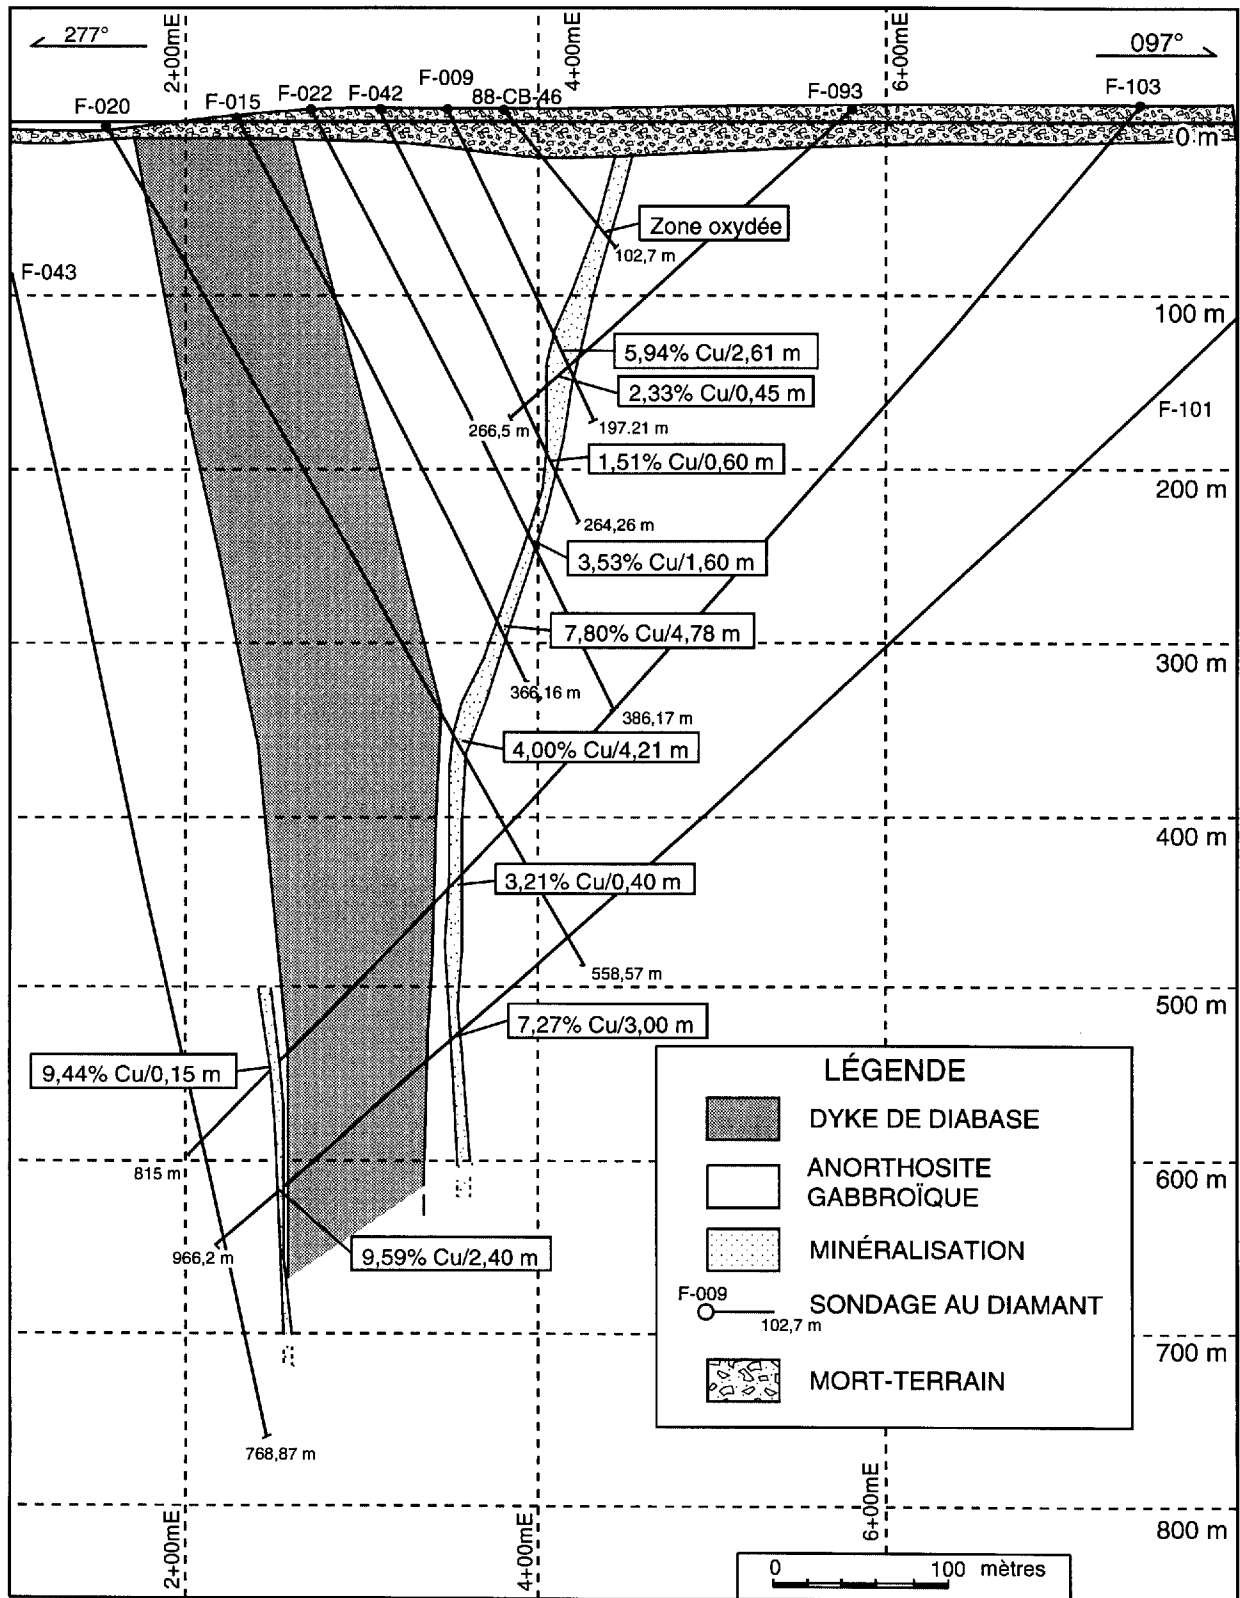 277°
2+00mE
4+00mE
6+00mE
097°
F-020
F-015
F-022
F-042
F-009
88-CB-46
F-093
F-103
0 m
Zone oxydée
102,7 m
F-043
100 m
5,94% Cu/2,61 m
2,33% Cu/0,45 m
F-101
266,5 m
197.21 m
1,51% Cu/0,60 m
200 m
264,26 m
3,53% Cu/1,60 m
7,80% Cu/4,78 m
300 m
366,16 m
386,17 m
4,00% Cu/4,21 m
400 m
3,21% Cu/0,40 m
558,57 m
500 m
7,27% Cu/3,00 m
9,44% Cu/0,15 m
815 m
600 m
966,2 m
9,59% Cu/2,40 m
700 m
768,87 m
LÉGENDE
DYKE DE DIABASE
ANORTHOSITE
GABBROÏQUE
MINÉRALISATION
F-009
SONDAGE AU DIAMANT
102,7 m
MORT-TERRAIN
2+00mE
4+00mE
6+00mE
800 m
0 100 mètres